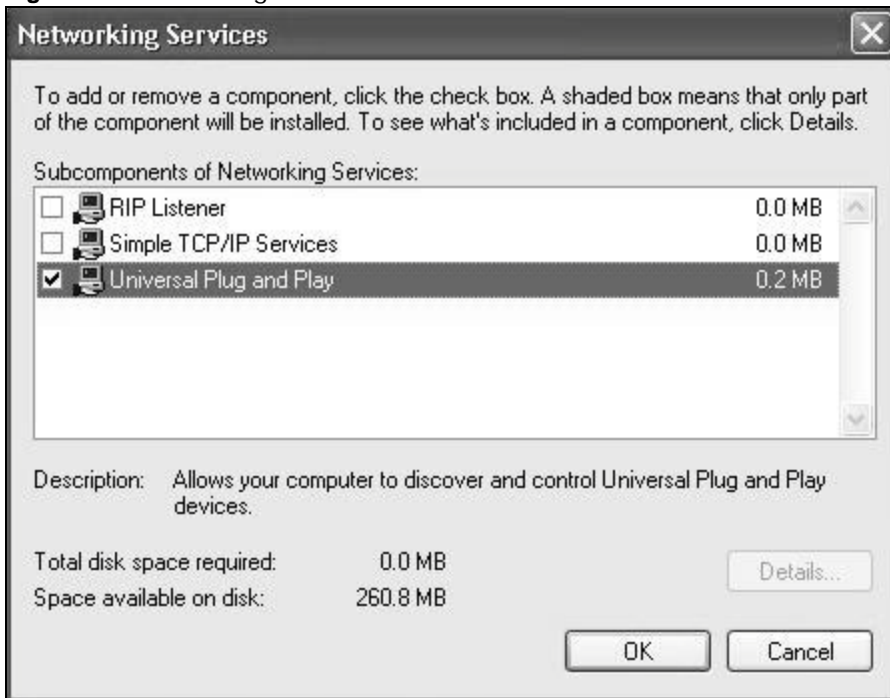 Networking Services
To add or remove a component, click the check box. A shaded box means that only part
of the component will be installed. To see what's included in a component, click Details.
Subcomponents of Networking Services:
RIP Listener 0.0 MB
Simple TCP/IP Services 0.0 MB
Universal Plug and Play 0.2 MB
Description: Allows your computer to discover and control Universal Plug and Play
devices.
Total disk space required: 0.0 MB
Space available on disk: 260.8 MB
Details...
OK Cancel